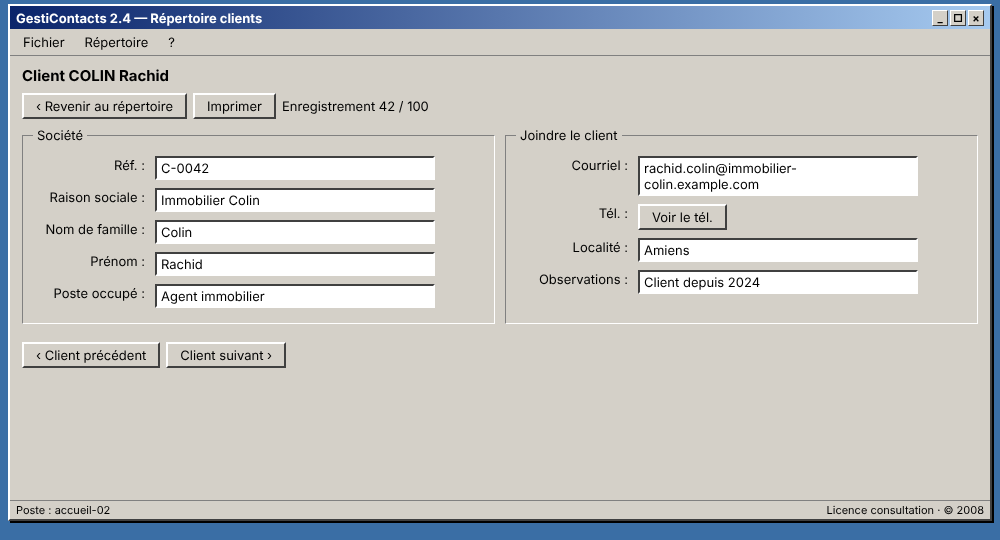 GestiContacts 2.4 — Répertoire clients
Fichier Répertoire ?
Client COLIN Rachid
‹ Revenir au répertoire Imprimer Enregistrement 42 / 100
Société
Réf. : C-0042
Raison sociale : Immobilier Colin
Nom de famille : Colin
Prénom : Rachid
Poste occupé : Agent immobilier
Joindre le client
Courriel : rachid.colin@immobilier-
colin.example.com
Tél. : Voir le tél.
Localité : Amiens
Observations : Client depuis 2024
‹ Client précédent Client suivant ›
Poste : accueil-02 Licence consultation · © 2008